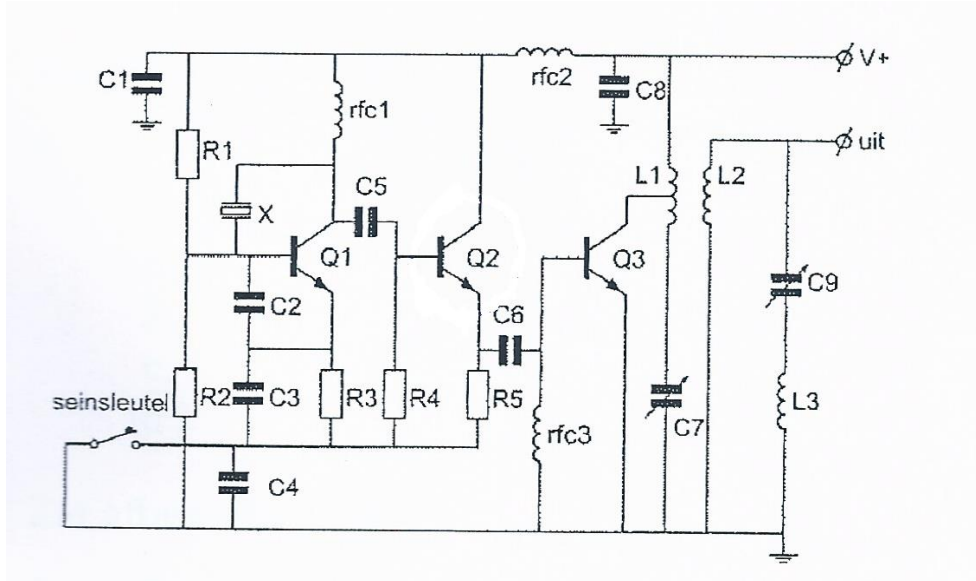 C1
R1
rfc1
rfc2
C8
V+
uit
X
C5
L1
L2
Q1
Q2
Q3
C2
C6
C9
seinsleutel
R2
C3
R3
R4
R5
rfc3
C7
L3
C4